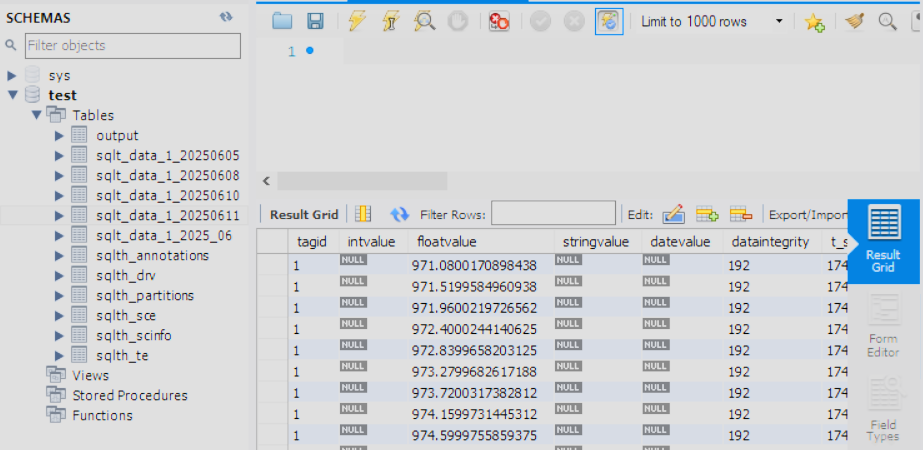 SCHEMAS
Filter objects
sys
test
Tables
output
sqlt_data_1_20250605
sqlt_data_1_20250608
sqlt_data_1_20250610
sqlt_data_1_20250611
sqlt_data_1_2025_06
sqlth_annotations
sqlth_drv
sqlth_partitions
sqlth_sce
sqlth_scinfo
sqlth_te
Views
Stored Procedures
Functions
Limit to 1000 rows
1
Result Grid Filter Rows: Edit: Export/Impor
tagid intvalue floatvalue stringvalue datevalue dataintegrity t_s
1 NULL 971.0800170898438 NULL NULL 192 174
1 NULL 971.5199584960938 NULL NULL 192 174
1 NULL 971.9600219726562 NULL NULL 192 174
1 NULL 972.4000244140625 NULL NULL 192 174
1 NULL 972.8399658203125 NULL NULL 192 174
1 NULL 973.2799682617188 NULL NULL 192 174
1 NULL 973.7200317382812 NULL NULL 192 174
1 NULL 974.1599731445312 NULL NULL 192 174
1 NULL 974.5999755859375 NULL NULL 192 174
Result
Grid
Form
Editor
Field
Types